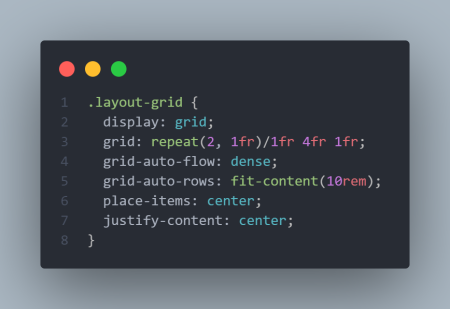 1 .layout-grid {
2   display: grid;
3   grid: repeat(2, 1fr)/1fr 4fr 1fr;
4   grid-auto-flow: dense;
5   grid-auto-rows: fit-content(10rem);
6   place-items: center;
7   justify-content: center;
8 }